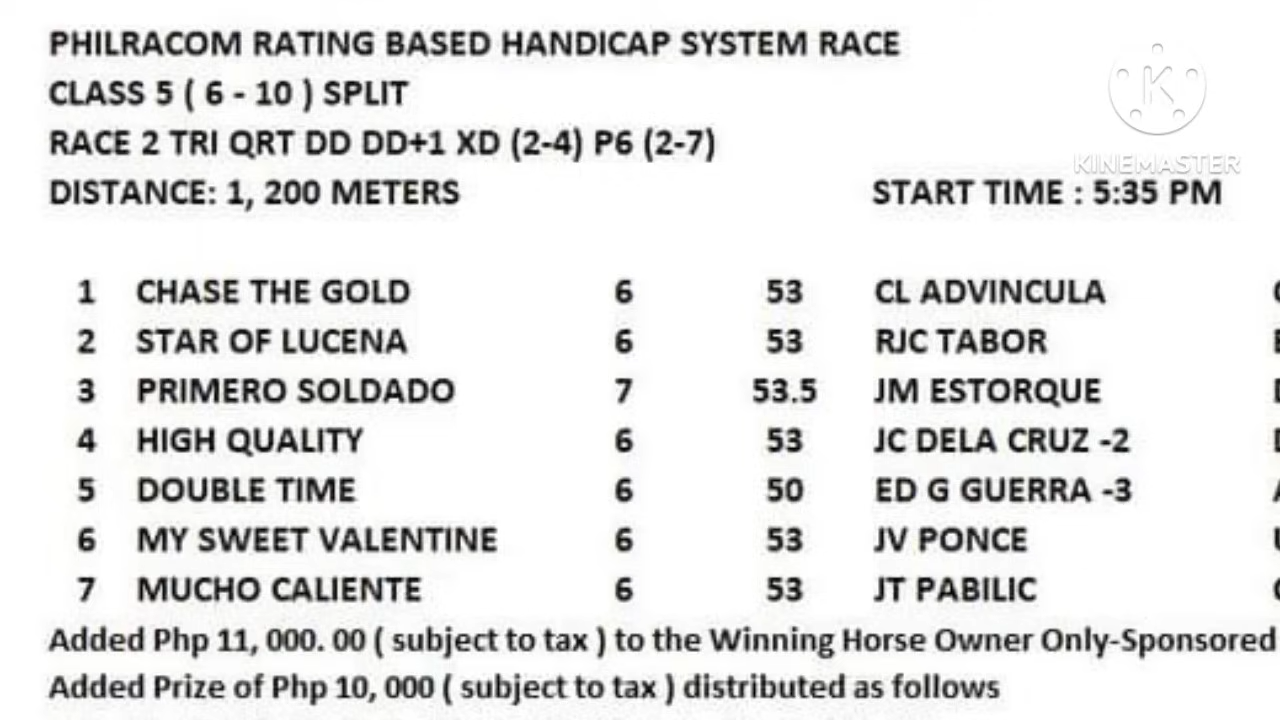 PHILRACOM RATING BASED HANDICAP SYSTEM RACE
CLASS 5 ( 6 - 10 ) SPLIT
RACE 2 TRI QRT DD DD+1 XD (2-4) P6 (2-7)
DISTANCE: 1, 200 METERS START TIME : 5:35 PM
K
KINEMASTER
1 CHASE THE GOLD 6 53 CL ADVINCULA
2 STAR OF LUCENA 6 53 RJC TABOR
3 PRIMERO SOLDADO 7 53.5 JM ESTORQUE
4 HIGH QUALITY 6 53 JC DELA CRUZ -2
5 DOUBLE TIME 6 50 ED G GUERRA -3
6 MY SWEET VALENTINE 6 53 JV PONCE
7 MUCHO CALIENTE 6 53 JT PABILIC
Added Php 11, 000. 00 ( subject to tax ) to the Winning Horse Owner Only-Sponsored
Added Prize of Php 10, 000 ( subject to tax ) distributed as follows